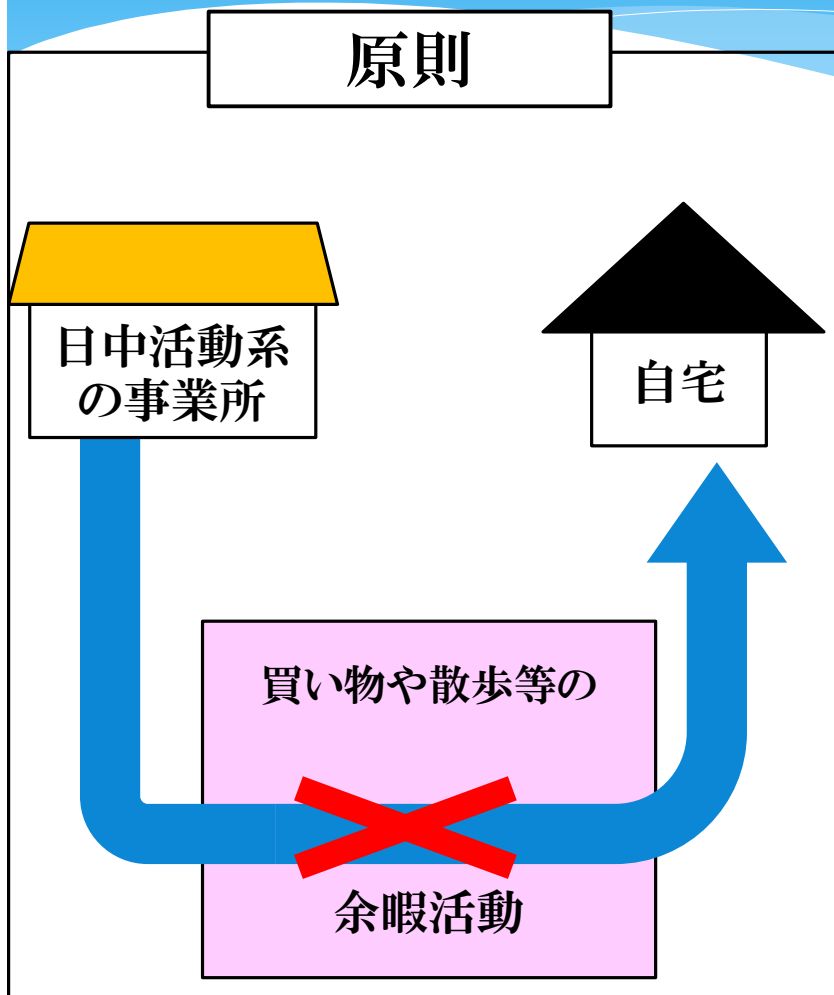 原則
日中活動系
の事業所
自宅
買い物や散歩等の
余暇活動